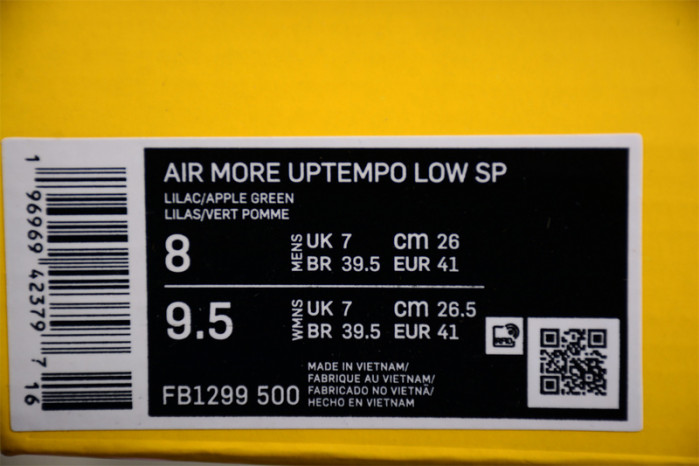 1 96969 42379 7 16
AIR MORE UPTEMPO LOW SP
LILAC/APPLE GREEN
LILAS/VERT POMME
8
MENS
UK 7 cm 26
BR 39.5 EUR 41
9.5
WMNS
UK 7 cm 26.5
BR 39.5 EUR 41
FB1299 500
MADE IN VIETNAM/
FABRIQUE AU VIETNAM/
FABRICADO NO VIETNÃ/
HECHO EN VIETNAM